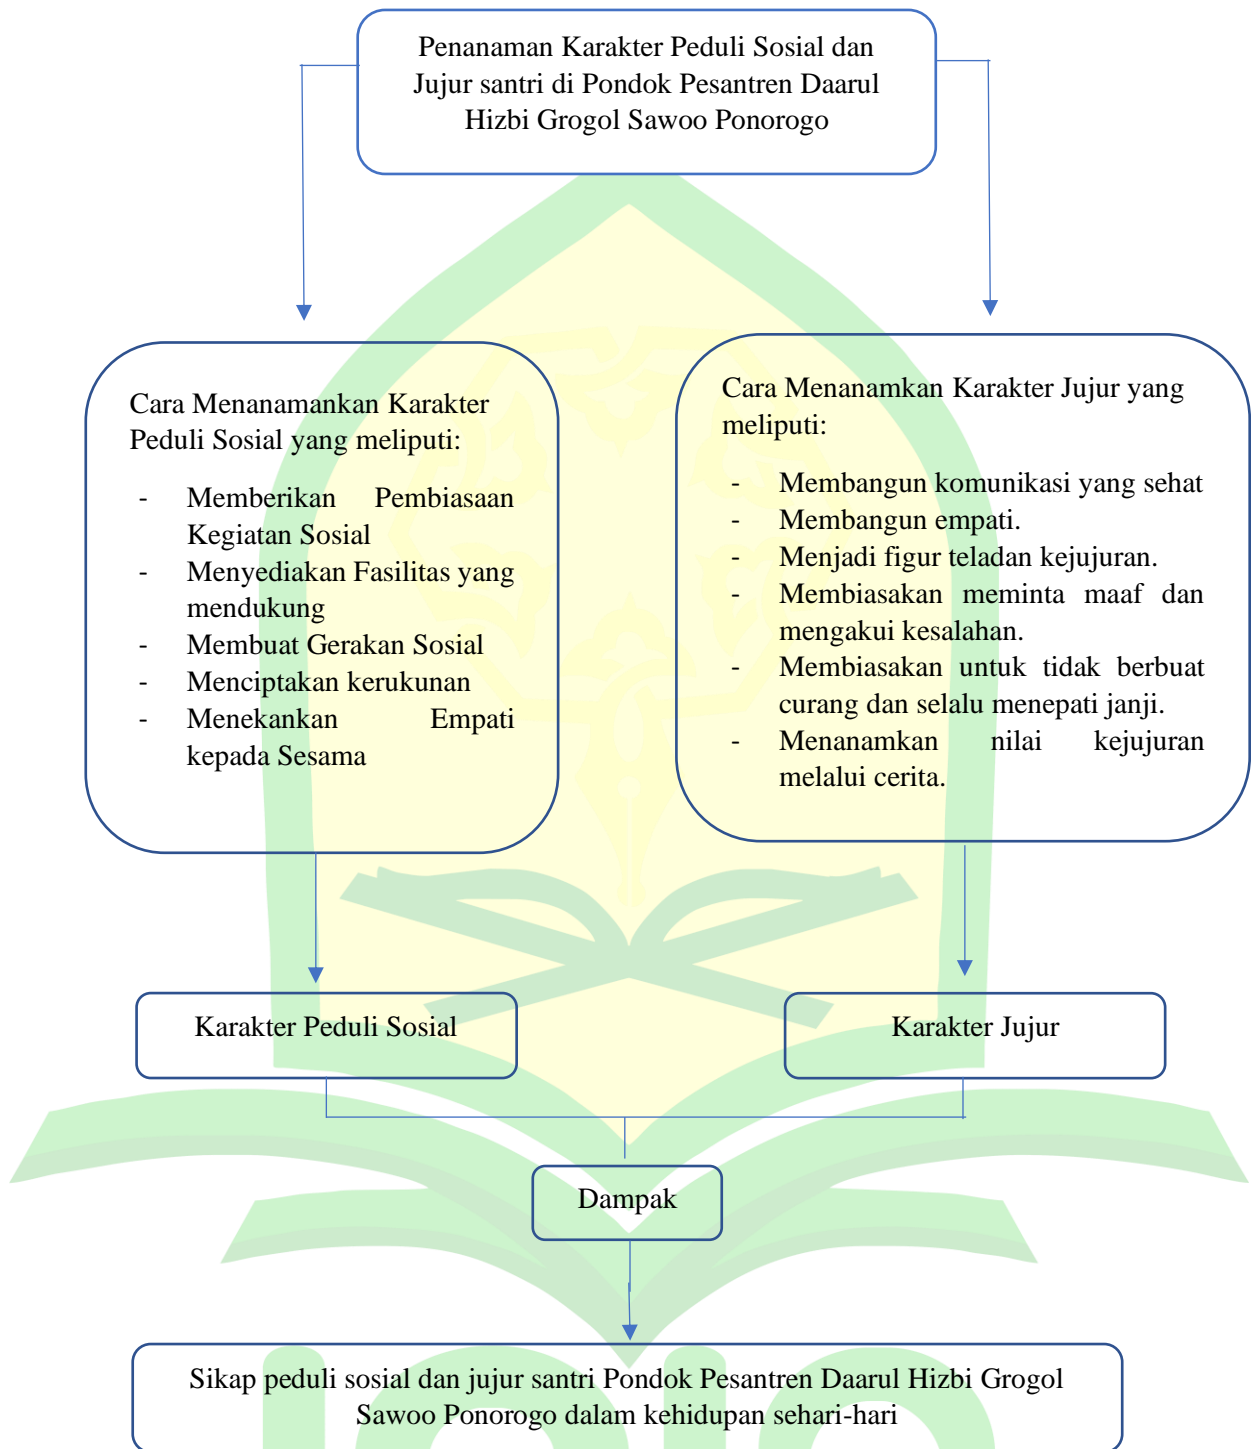 Penanaman Karakter Peduli Sosial dan
Jujur santri di Pondok Pesantren Daarul
Hizbi Grogol Sawoo Ponorogo
Cara Menanamankan Karakter
Peduli Sosial yang meliputi:
- Memberikan Pembiasaan
Kegiatan Sosial
- Menyediakan Fasilitas yang
mendukung
- Membuat Gerakan Sosial
- Menciptakan kerukunan
- Menekankan Empati
kepada Sesama
Cara Menanamkan Karakter Jujur yang
meliputi:
- Membangun komunikasi yang sehat
- Membangun empati.
- Menjadi figur teladan kejujuran.
- Membiasakan meminta maaf dan
mengakui kesalahan.
- Membiasakan untuk tidak berbuat
curang dan selalu menepati janji.
- Menanamkan nilai kejujuran
melalui cerita.
Karakter Peduli Sosial
Karakter Jujur
Dampak
Sikap peduli sosial dan jujur santri Pondok Pesantren Daarul Hizbi Grogol
Sawoo Ponorogo dalam kehidupan sehari-hari